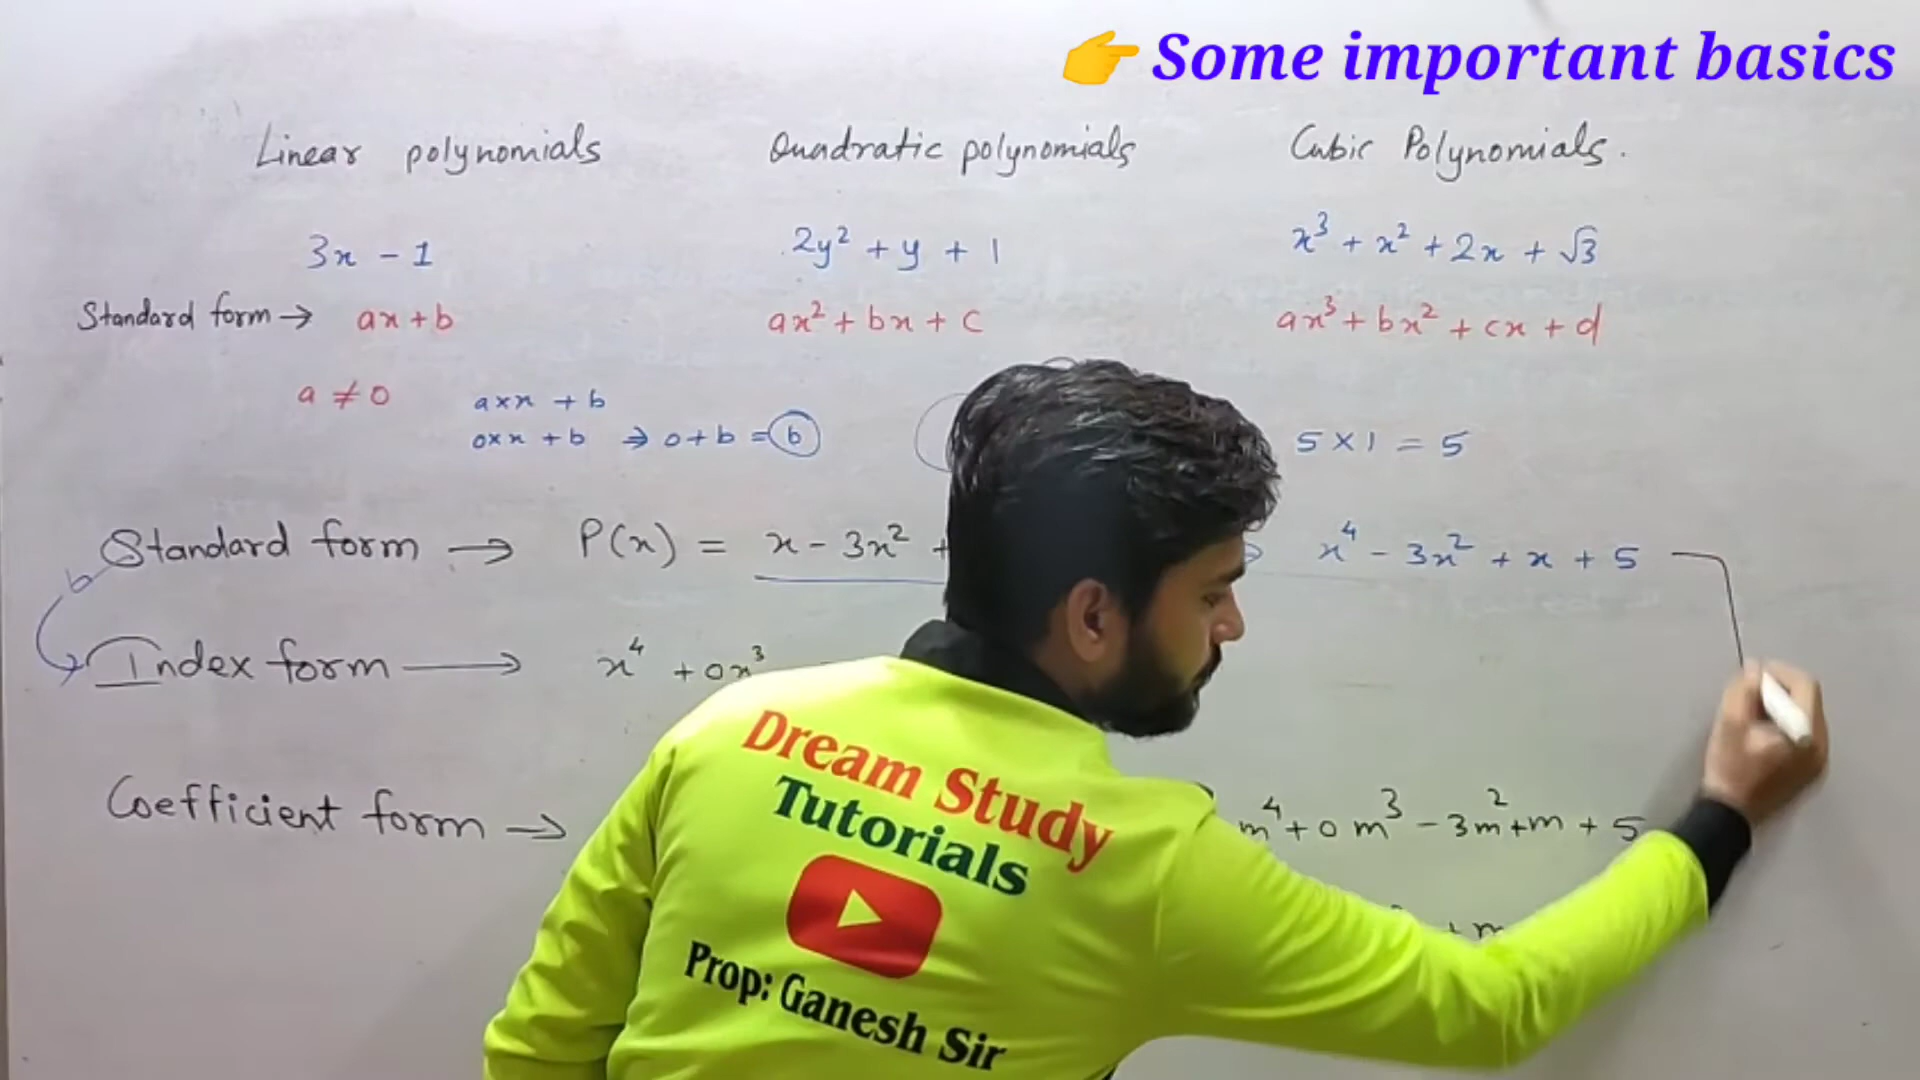 👉 Some important basics
Linear polynomials Quadratic polynomials Cubic Polynomials.
3x - 1 2y² + y + 1 x³ + x² + 2x + √3
Standard form → ax + b ax² + bx + c ax³ + bx² + cx + d
a ≠ 0 a×x + b
0×x + b ⇒ 0 + b = b 5 × 1 = 5
Standard form → P(x) = x - 3x² + x⁴ - 3x² + x + 5
Index form → x⁴ + 0x³
Coefficient form → m⁴ + 0m³ - 3m² + m + 5
+ m
Dream Study
Tutorials
Prop: Ganesh Sir